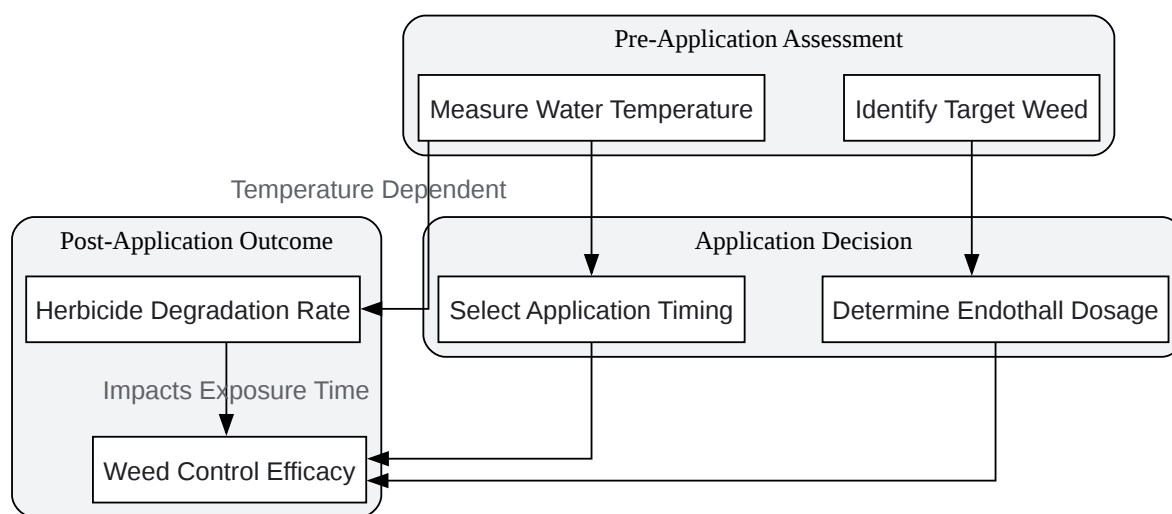 Pre-Application Assessment
Measure Water Temperature
Identify Target Weed
Temperature Dependent
Post-Application Outcome
Application Decision
Herbicide Degradation Rate
Select Application Timing
Determine Endothall Dosage
Impacts Exposure Time
Weed Control Efficacy